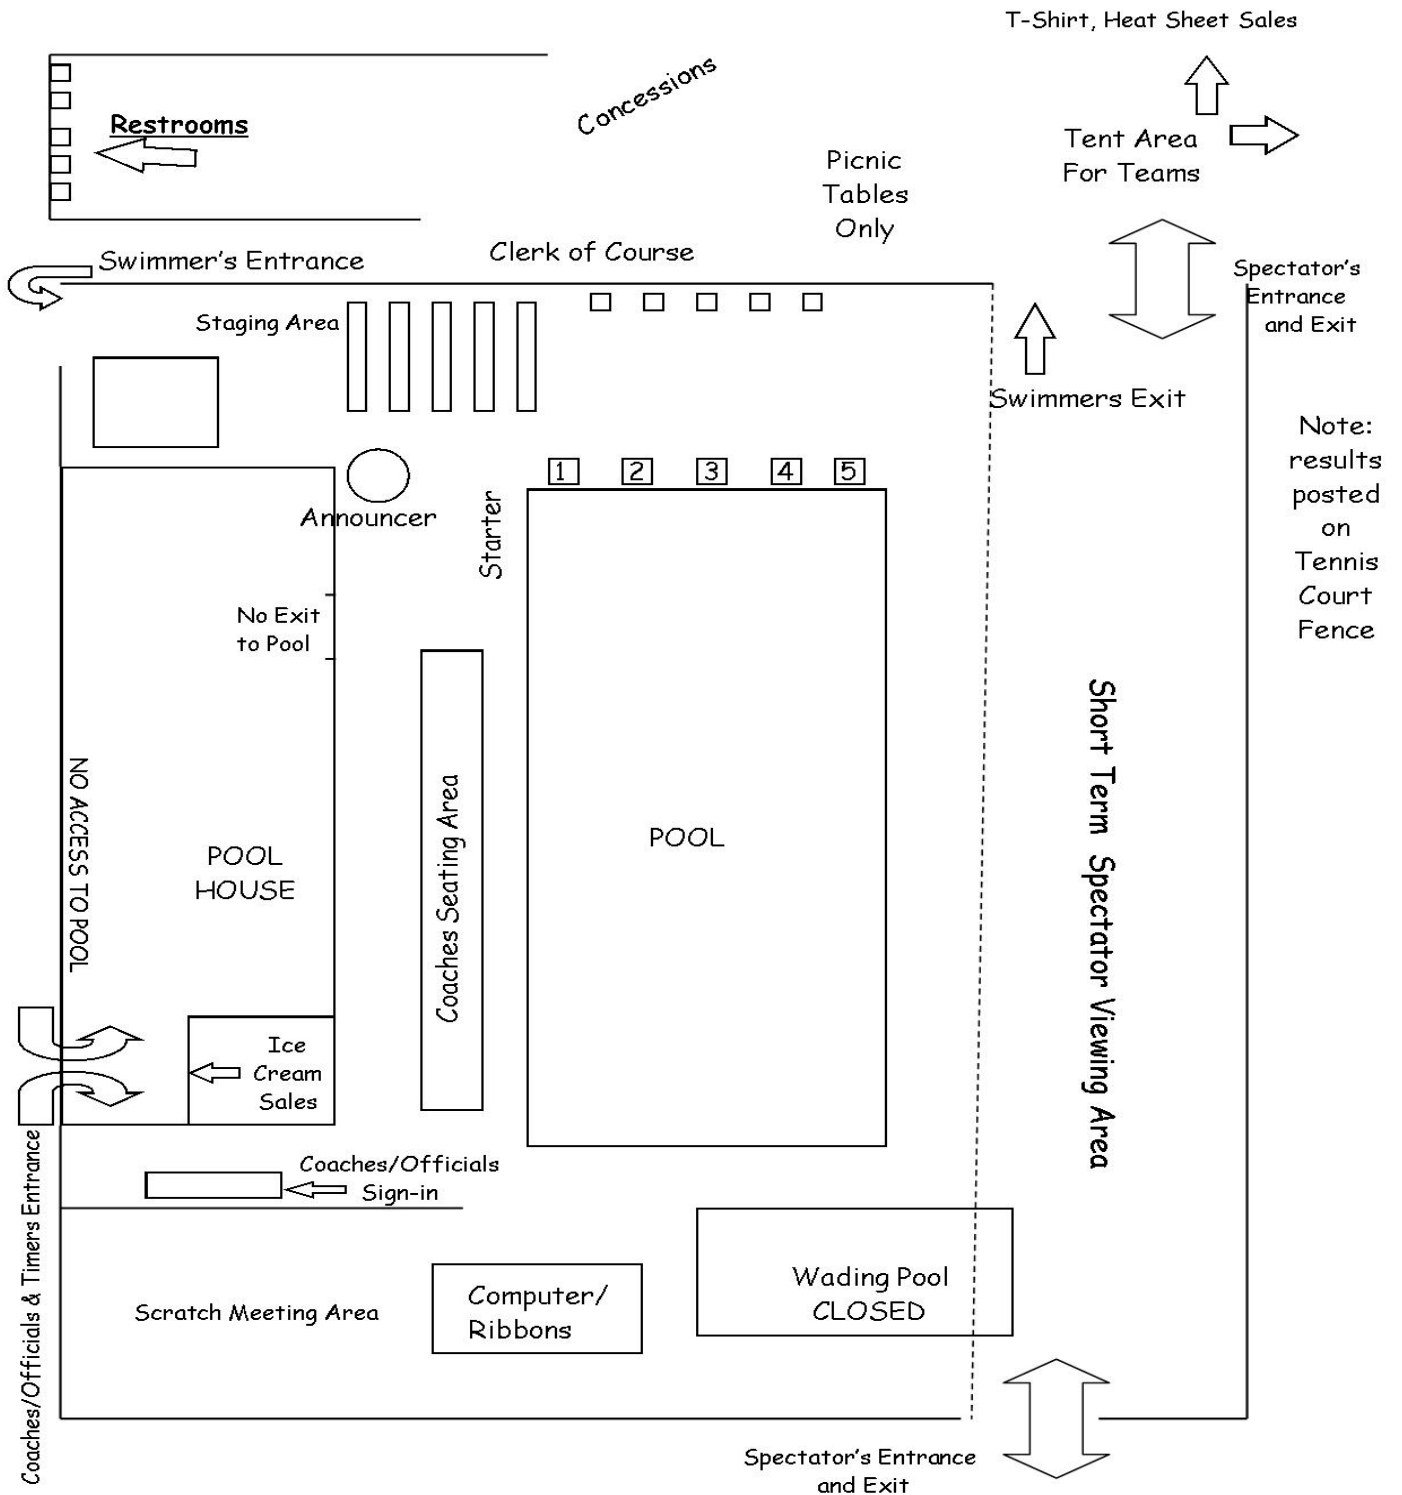 T-Shirt, Heat Sheet Sales
Concessions
Restrooms
Tent Area
For Teams
Picnic
Tables
Only
Swimmer's Entrance
Clerk of Course
Spectator's
Entrance
and Exit
Staging Area
Swimmers Exit
Note:
results
posted
on
Tennis
Court
Fence
1 2 3 4 5
Announcer
Starter
No Exit
to Pool
NO ACCESS TO POOL
POOL
HOUSE
Coaches Seating Area
POOL
Short Term Spectator Viewing Area
Ice
Cream
Sales
Coaches/Officials
Sign-in
Coaches/Officials & Timers Entrance
Scratch Meeting Area
Computer/
Ribbons
Wading Pool
CLOSED
Spectator's Entrance
and Exit